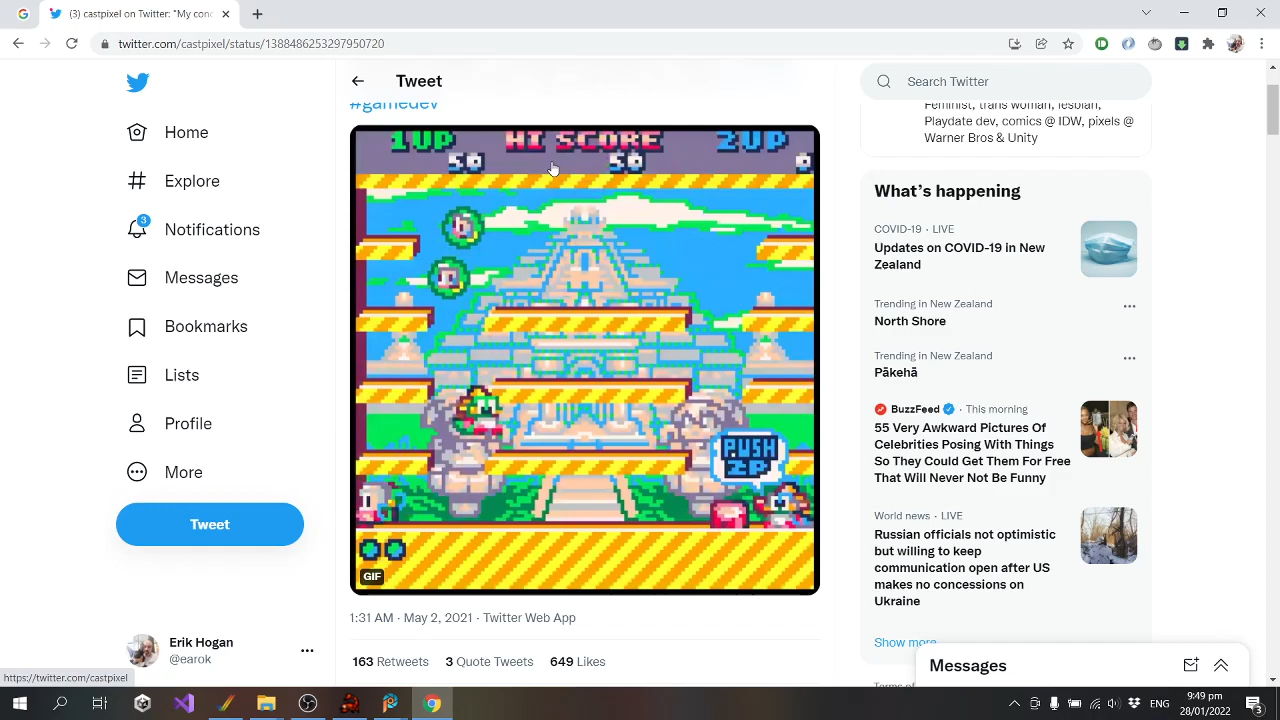 (3) castpixel on Twitter: "My con
twitter.com/castpixel/status/1388486253297950720
Home
Explore
3
Notifications
Messages
Bookmarks
Lists
Profile
More
Tweet
Erik Hogan
@earok
https://twitter.com/castpixel
Tweet
#gamedev
1UP HI SCORE 2UP
50 50 0
PUSH
2P
GIF
1:31 AM · May 2, 2021 · Twitter Web App
163 Retweets 3 Quote Tweets 649 Likes
Search Twitter
Feminist, trans woman, lesbian,
Playdate dev, comics @ IDW, pixels @
Warner Bros & Unity
What's happening
COVID-19 · LIVE
Updates on COVID-19 in New
Zealand
Trending in New Zealand
North Shore
Trending in New Zealand
Pākehā
BuzzFeed · This morning
55 Very Awkward Pictures Of
Celebrities Posing With Things
So They Could Get Them For Free
That Will Never Not Be Funny
World news · LIVE
Russian officials not optimistic
but willing to keep
communication open after US
makes no concessions on
Ukraine
Show more
Terms of
Messages
ENG
9:49 pm
28/01/2022
3